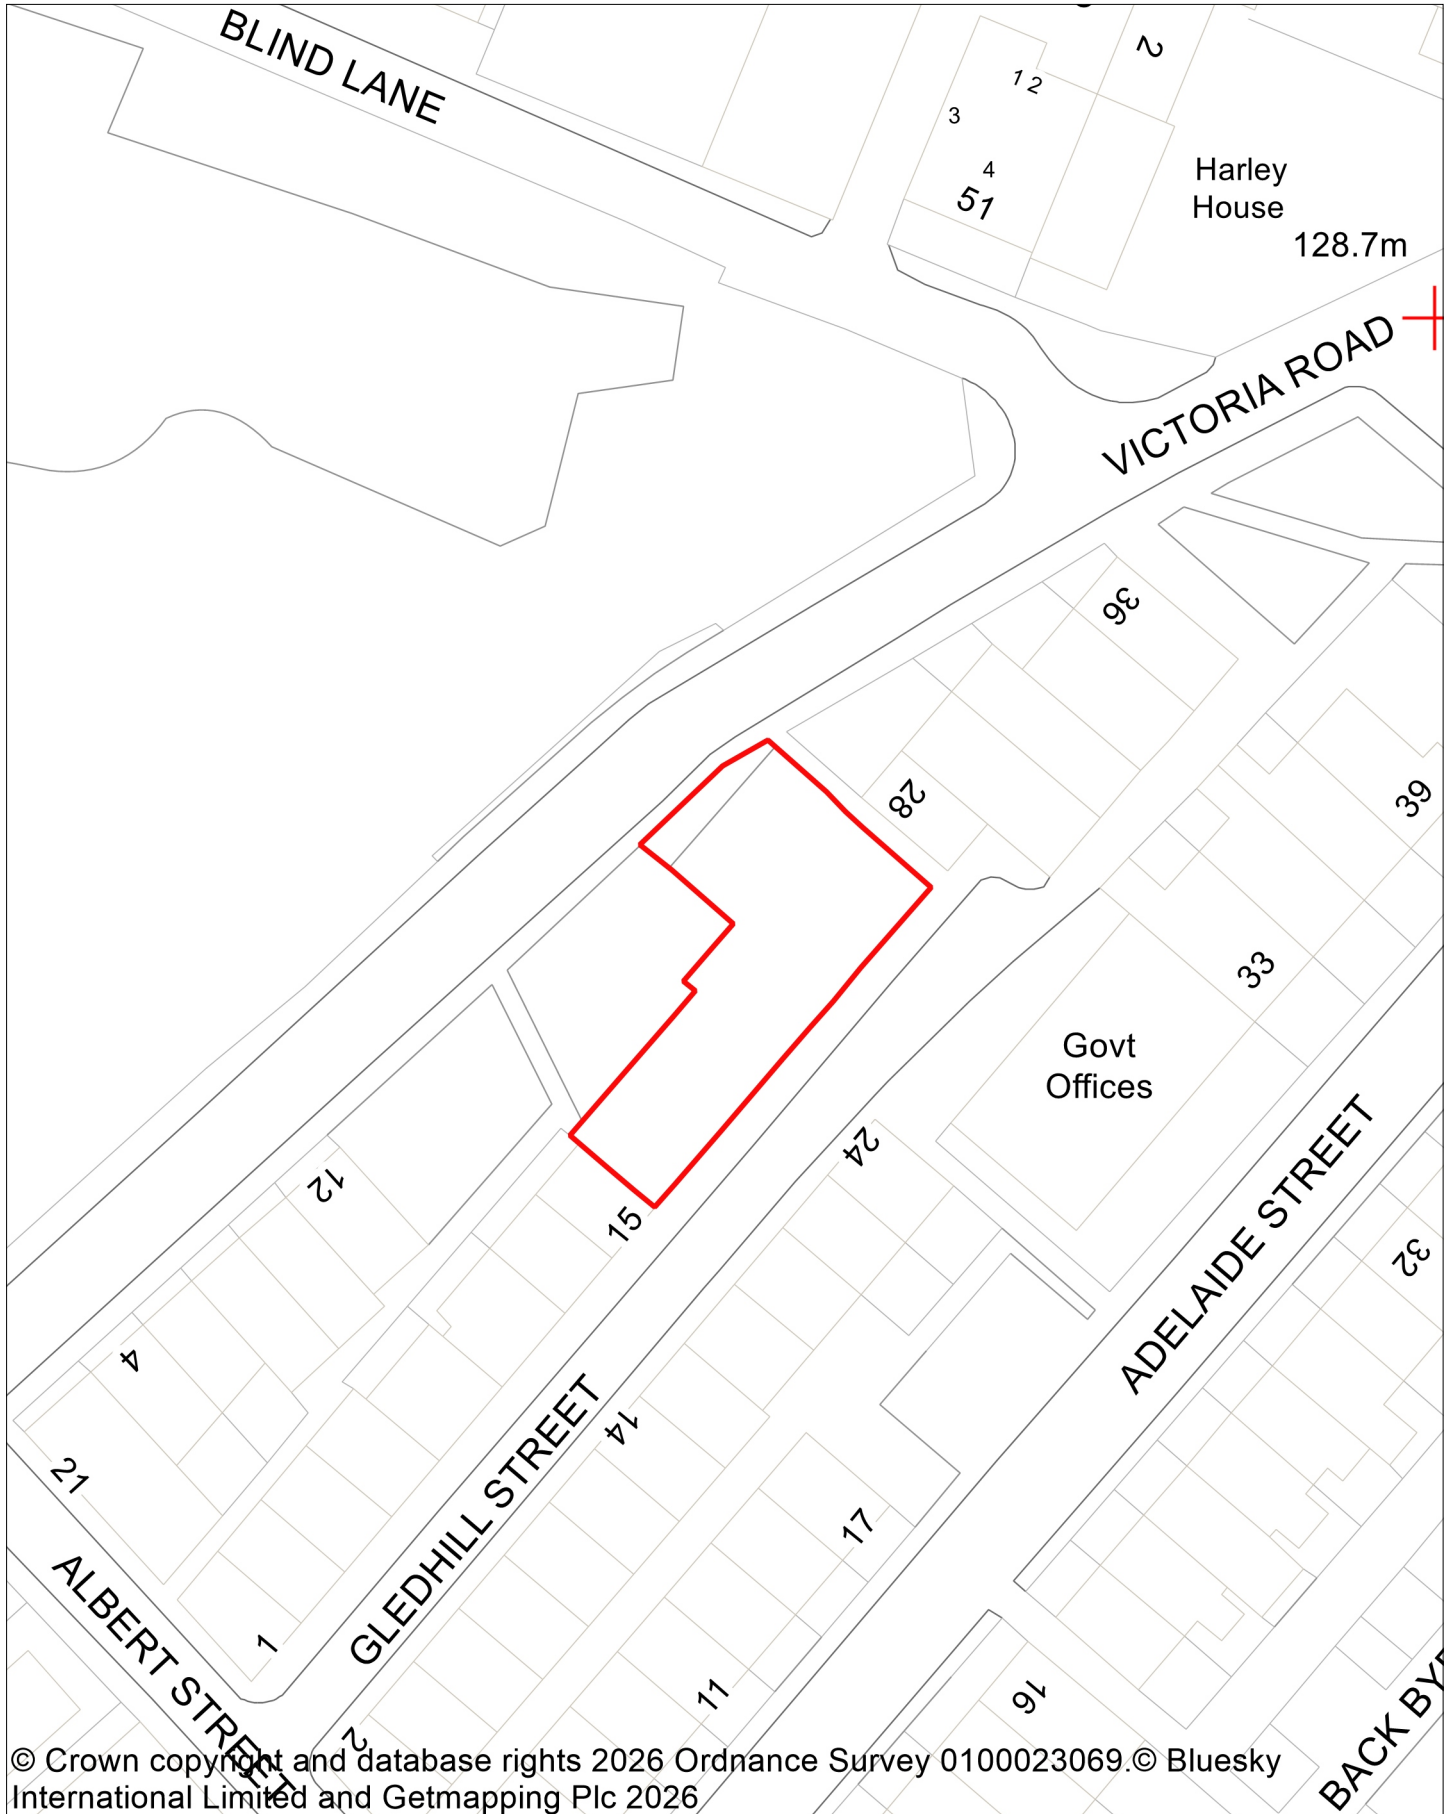 BLIND LANE
2
1 2
3
4
51
Harley
House
128.7m
VICTORIA ROAD
36
28
39
33
Govt
Offices
24
12
15
ADELAIDE STREET
32
4
14
21
GLEDHILL STREET
17
ALBERT STREET
1
11
16
2
BACK BY
© Crown copyright and database rights 2026 Ordnance Survey 0100023069.© Bluesky
International Limited and Getmapping Plc 2026